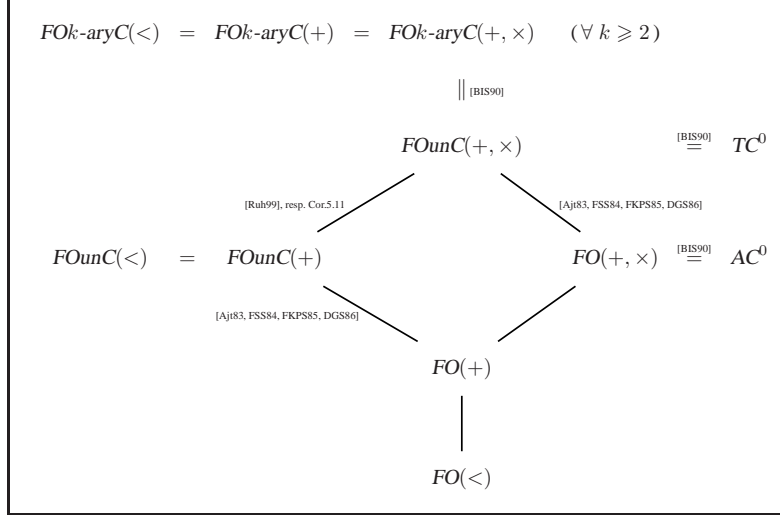 FOk-aryC(<) = FOk-aryC(+) = FOk-aryC(+, ×) (∀ k ⩾ 2)
|| [BIS90]
FOunC(+, ×) [BIS90] = TC⁰
[Ruh99], resp. Cor.5.11 [Ajt83, FSS84, FKPS85, DGS86]
FOunC(<) = FOunC(+) FO(+, ×) [BIS90] = AC⁰
[Ajt83, FSS84, FKPS85, DGS86]
FO(+)
FO(<)